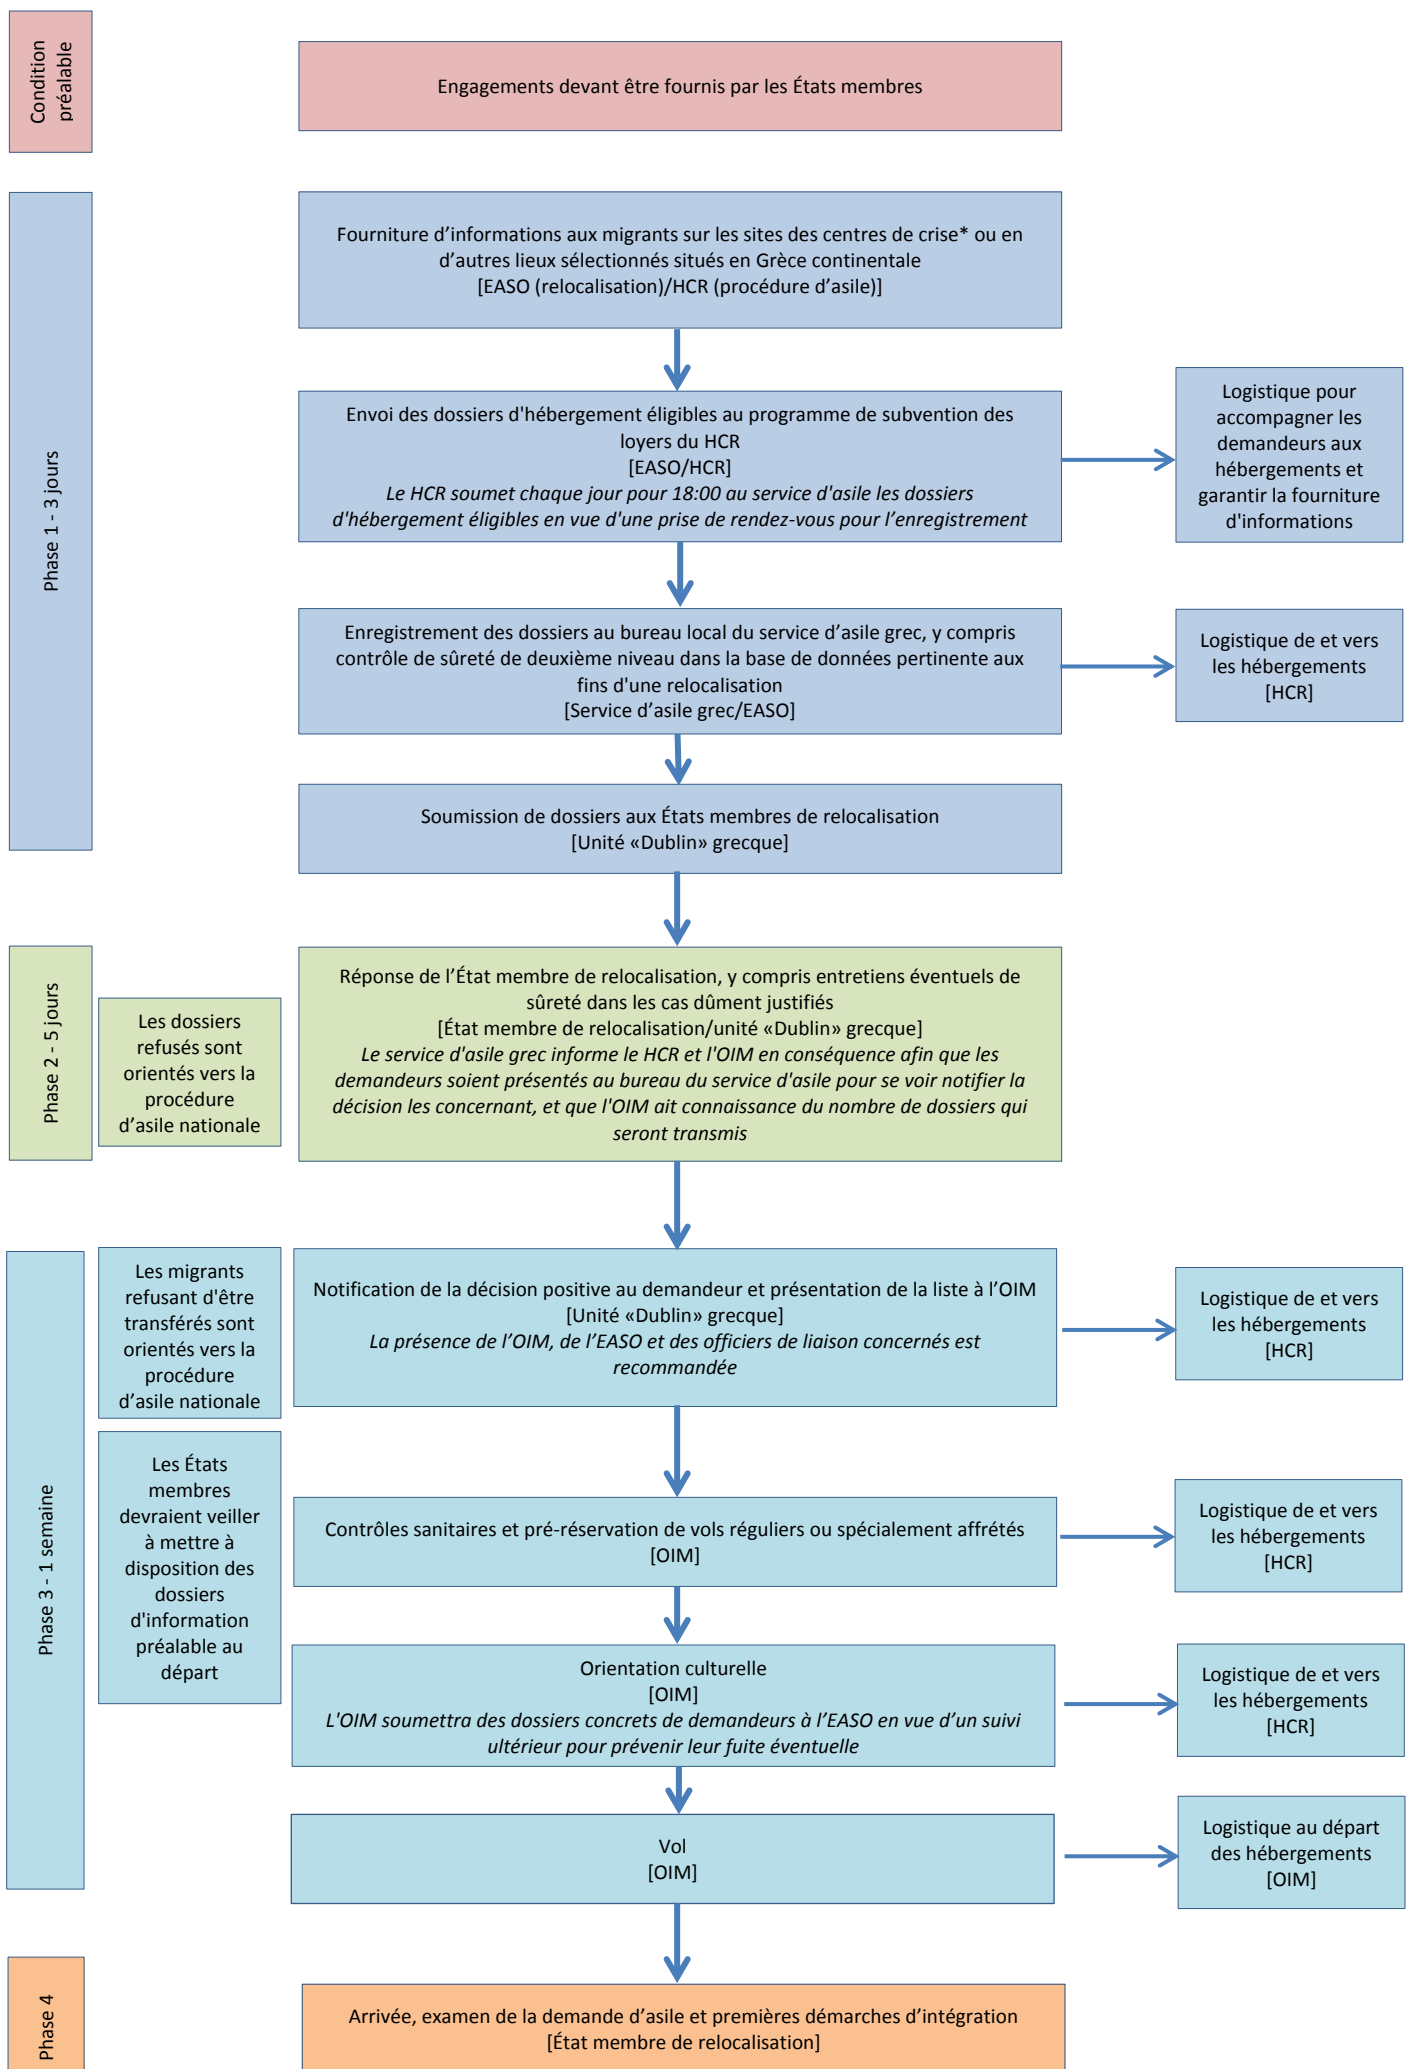 Condition
préalable
Engagements devant être fournis par les États membres
Phase 1 - 3 jours
Fourniture d’informations aux migrants sur les sites des centres de crise* ou en
d’autres lieux sélectionnés situés en Grèce continentale
[EASO (relocalisation)/HCR (procédure d’asile)]
Envoi des dossiers d'hébergement éligibles au programme de subvention des
loyers du HCR
[EASO/HCR]
Le HCR soumet chaque jour pour 18:00 au service d'asile les dossiers
d'hébergement éligibles en vue d'une prise de rendez-vous pour l’enregistrement
Logistique pour
accompagner les
demandeurs aux
hébergements et
garantir la fourniture
d'informations
Enregistrement des dossiers au bureau local du service d’asile grec, y compris
contrôle de sûreté de deuxième niveau dans la base de données pertinente aux
fins d'une relocalisation
[Service d’asile grec/EASO]
Logistique de et vers
les hébergements
[HCR]
Soumission de dossiers aux États membres de relocalisation
[Unité «Dublin» grecque]
Phase 2 - 5 jours
Les dossiers
refusés sont
orientés vers la
procédure
d’asile nationale
Réponse de l’État membre de relocalisation, y compris entretiens éventuels de
sûreté dans les cas dûment justifiés
[État membre de relocalisation/unité «Dublin» grecque]
Le service d'asile grec informe le HCR et l'OIM en conséquence afin que les
demandeurs soient présentés au bureau du service d'asile pour se voir notifier la
décision les concernant, et que l'OIM ait connaissance du nombre de dossiers qui
seront transmis
Phase 3 - 1 semaine
Les migrants
refusant d'être
transférés sont
orientés vers la
procédure
d’asile nationale
Notification de la décision positive au demandeur et présentation de la liste à l’OIM
[Unité «Dublin» grecque]
La présence de l’OIM, de l’EASO et des officiers de liaison concernés est
recommandée
Logistique de et vers
les hébergements
[HCR]
Les États
membres
devraient veiller
à mettre à
disposition des
dossiers
d'information
préalable au
départ
Contrôles sanitaires et pré-réservation de vols réguliers ou spécialement affrétés
[OIM]
Logistique de et vers
les hébergements
[HCR]
Orientation culturelle
[OIM]
L'OIM soumettra des dossiers concrets de demandeurs à l’EASO en vue d’un suivi
ultérieur pour prévenir leur fuite éventuelle
Logistique de et vers
les hébergements
[HCR]
Vol
[OIM]
Logistique au départ
des hébergements
[OIM]
Phase 4
Arrivée, examen de la demande d’asile et premières démarches d’intégration
[État membre de relocalisation]